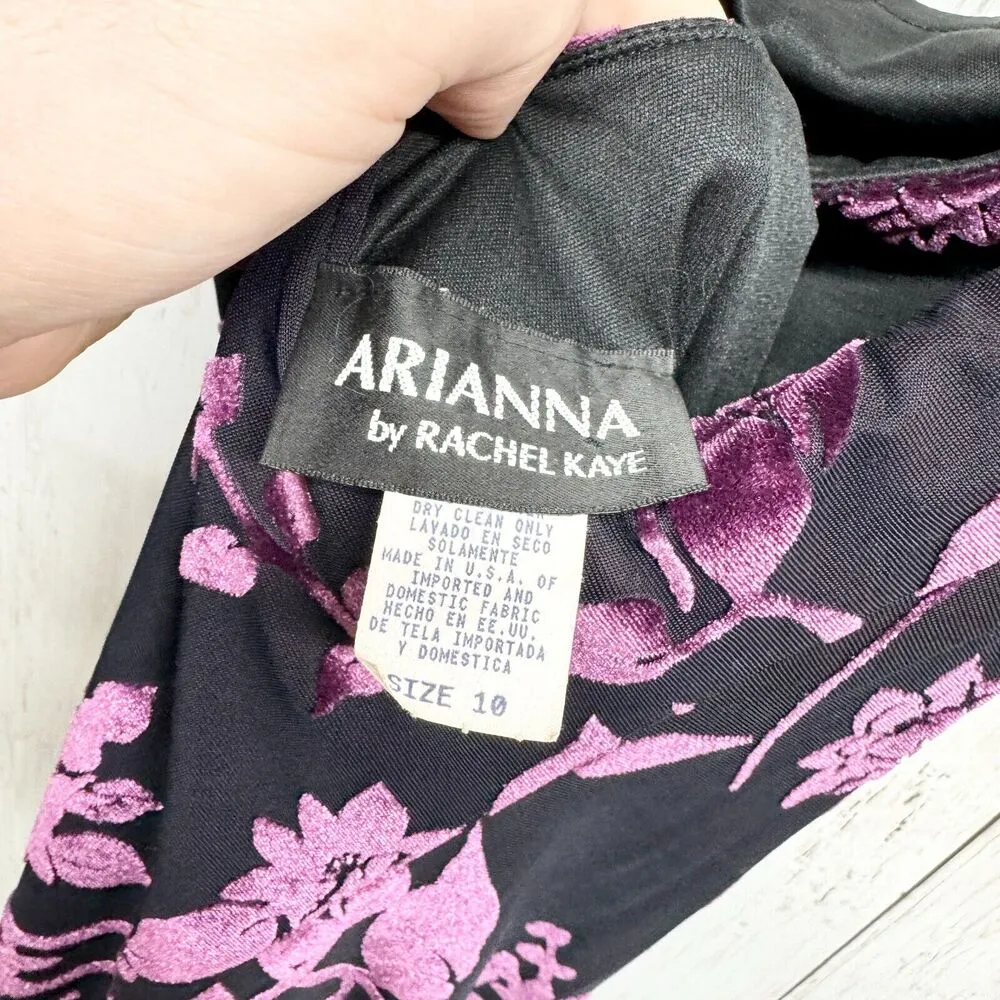 ARIANNA
by RACHEL KAYE
DRY CLEAN ONLY
LAVADO EN SECO
SOLAMENTE
MADE IN U.S.A. OF
IMPORTED AND
DOMESTIC FABRIC
HECHO EN EE.UU.
DE TELA IMPORTADA
Y DOMESTICA
SIZE 10